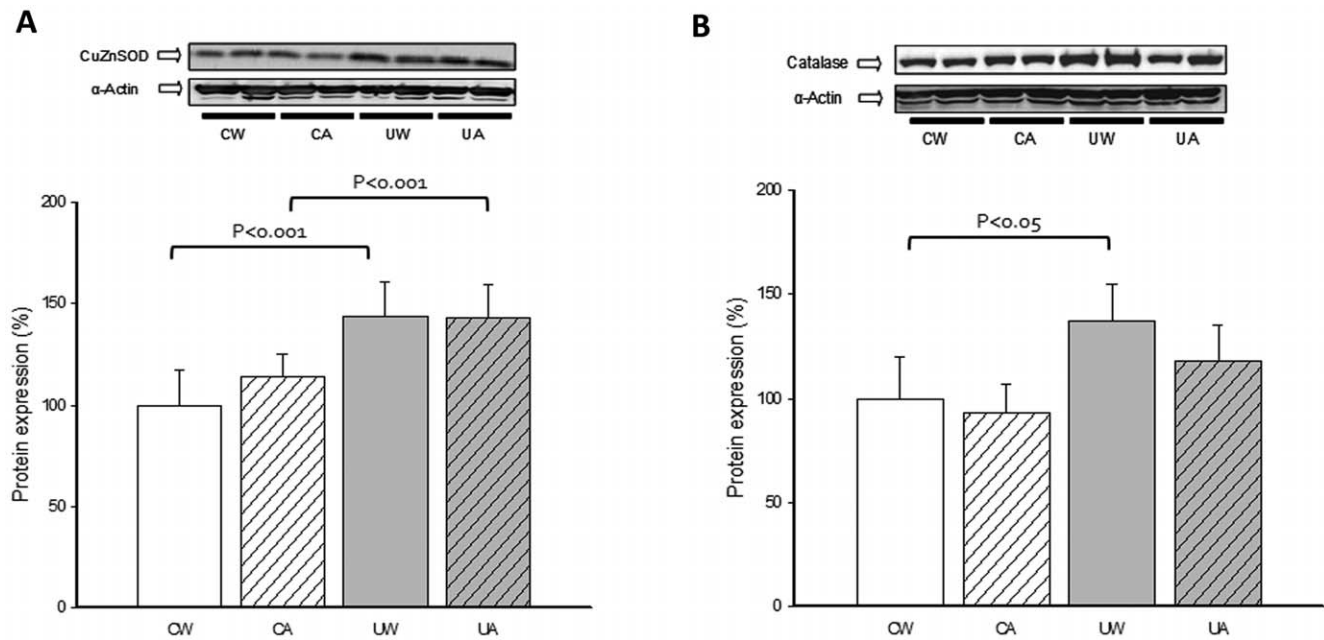 A
CuZnSOD
α-Actin
CW CA UW UA
P<0.001
P<0.001
Protein expression (%)
200
150
100
50
0
CW CA UW UA
B
Catalase
α-Actin
CW CA UW UA
P<0.05
Protein expression (%)
200
150
100
50
0
CW CA UW UA